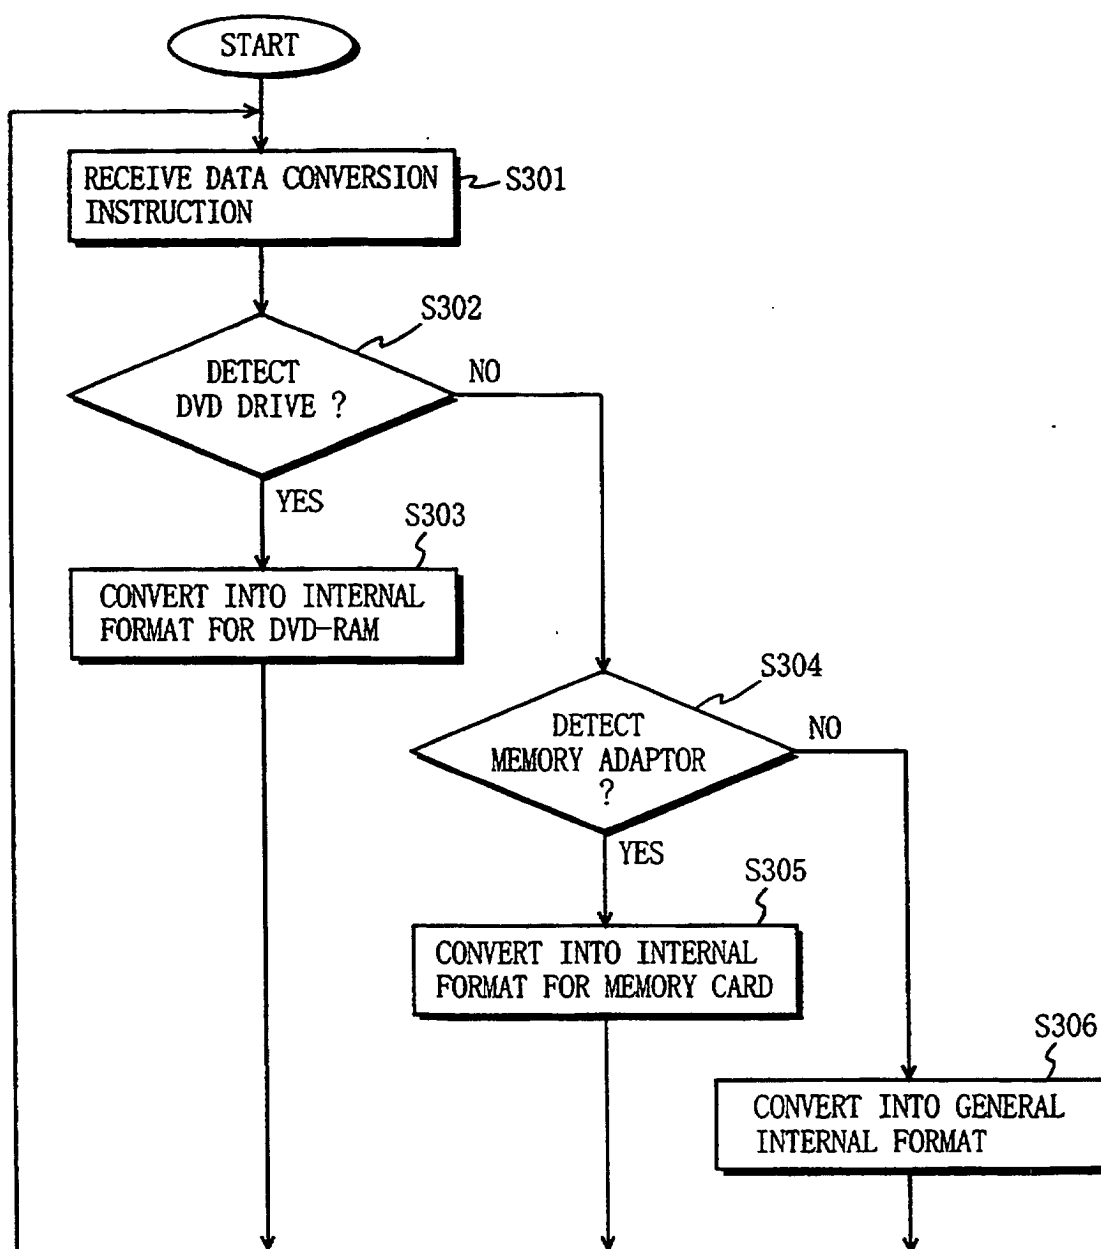 START
RECEIVE DATA CONVERSION
INSTRUCTION
S301
S302
DETECT
DVD DRIVE ?
NO
YES
S303
CONVERT INTO INTERNAL
FORMAT FOR DVD-RAM
S304
DETECT
MEMORY ADAPTOR
?
NO
YES
S305
CONVERT INTO INTERNAL
FORMAT FOR MEMORY CARD
S306
CONVERT INTO GENERAL
INTERNAL FORMAT